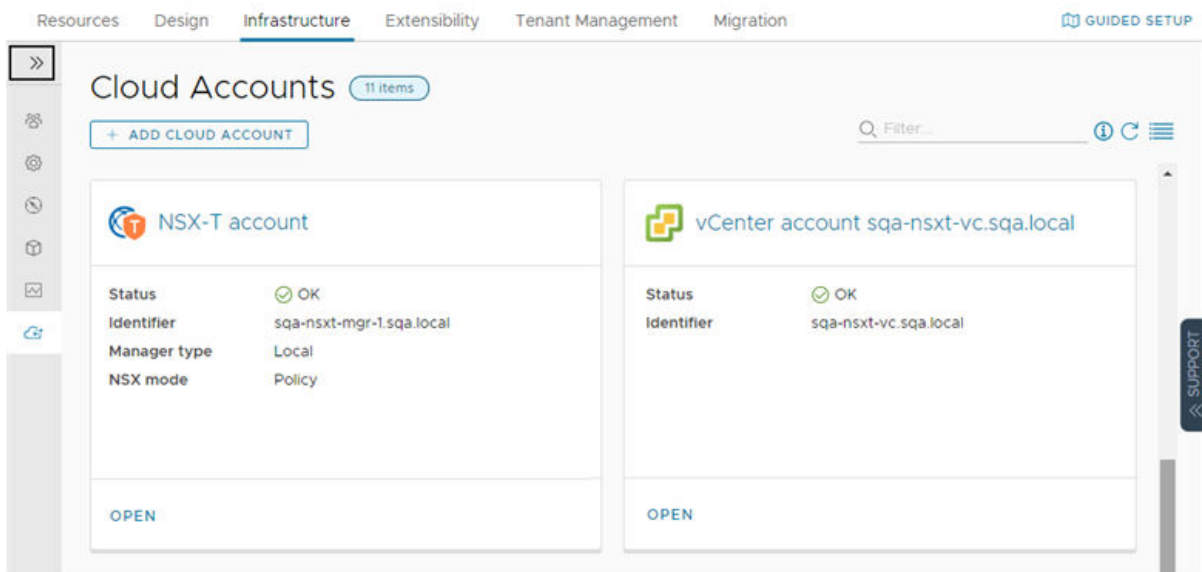 Resources Design Infrastructure Extensibility Tenant Management Migration GUIDED SETUP
Cloud Accounts 11 items
+ ADD CLOUD ACCOUNT
Filter...
NSX-T account
Status OK
Identifier sqa-nsxt-mgr-1.sqa.local
Manager type Local
NSX mode Policy
OPEN
vCenter account sqa-nsxt-vc.sqa.local
Status OK
Identifier sqa-nsxt-vc.sqa.local
OPEN
SUPPORT